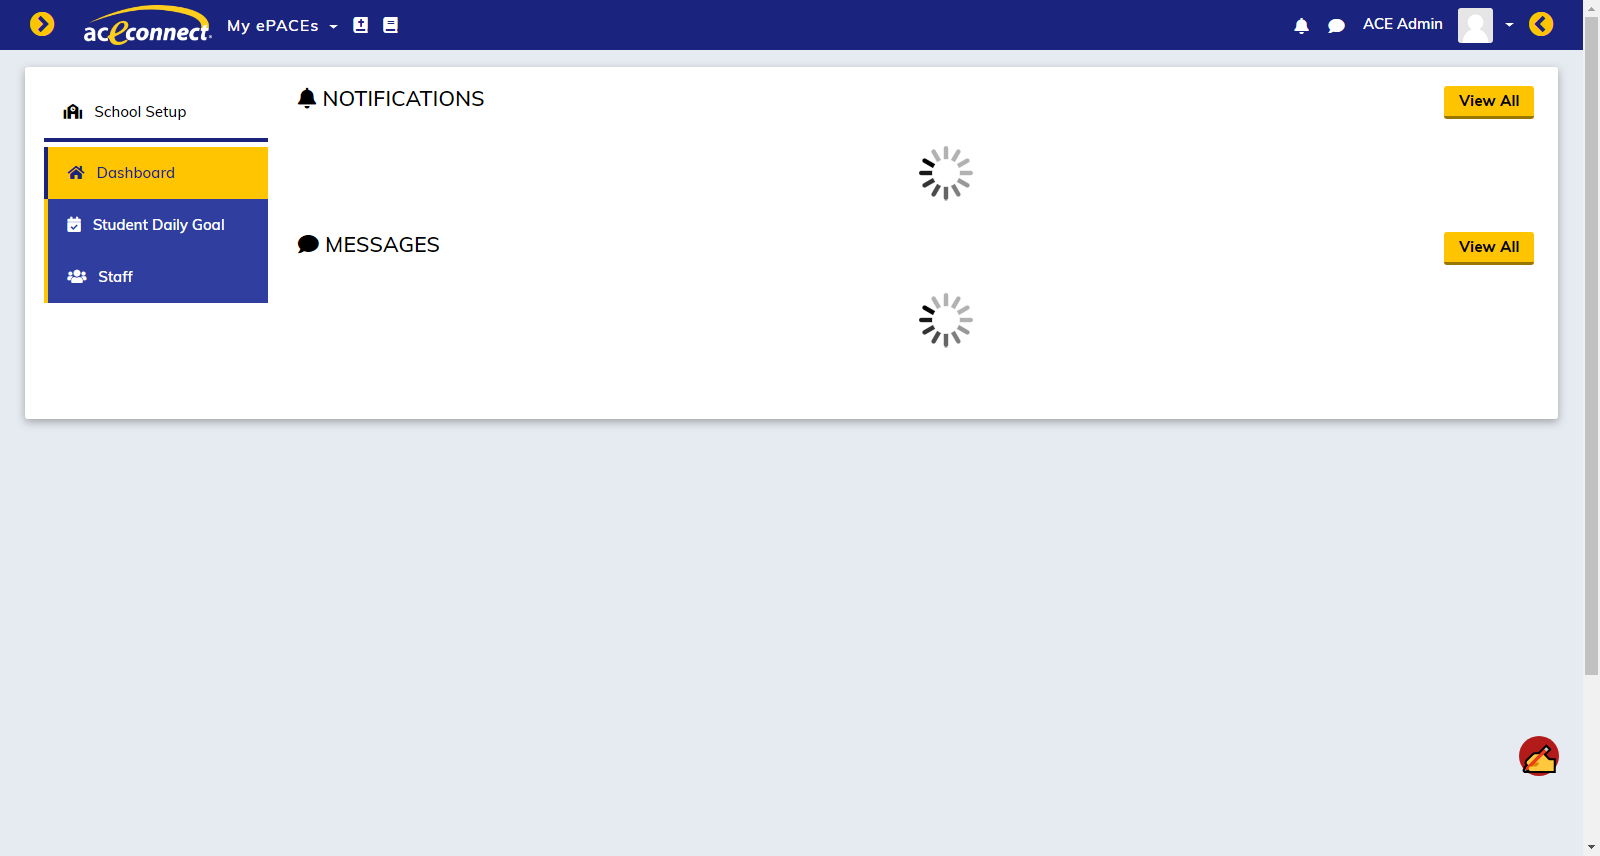 aceconnect
My ePACEs
ACE Admin
School Setup
Dashboard
Student Daily Goal
Staff
NOTIFICATIONS
View All
MESSAGES
View All